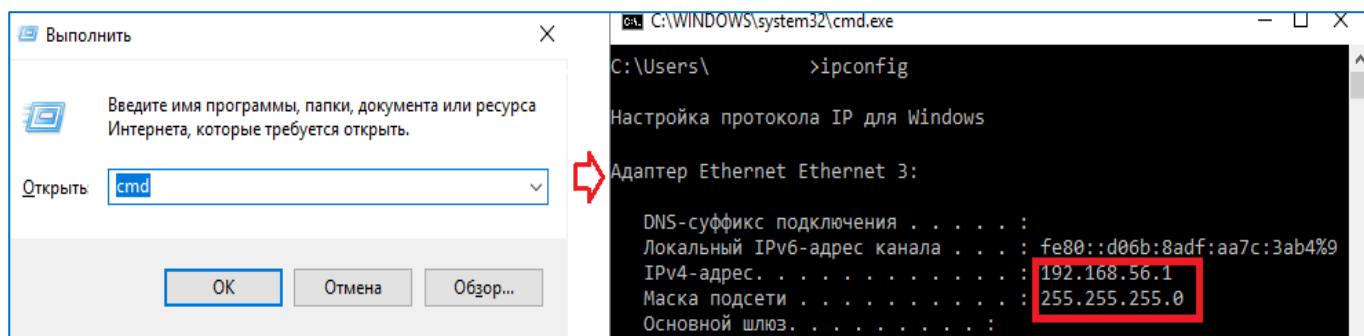 Выполнить
Введите имя программы, папки, документа или ресурса
Интернета, которые требуется открыть.
Открыть:
cmd
ОК
Отмена
Обзор...
C:\WINDOWS\system32\cmd.exe
C:\Users\ >ipconfig
Настройка протокола IP для Windows
Адаптер Ethernet Ethernet 3:
DNS-суффикс подключения . . . . . :
Локальный IPv6-адрес канала . . . : fe80::d06b:8adf:aa7c:3ab4%9
IPv4-адрес. . . . . . . . . . . . : 192.168.56.1
Маска подсети . . . . . . . . . . : 255.255.255.0
Основной шлюз. . . . . . . . . :